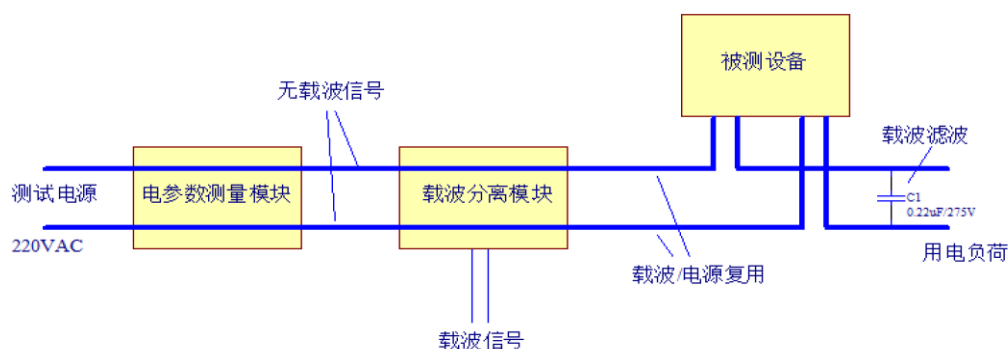 被测设备
无载波信号
载波滤波
测试电源
电参数测量模块
载波分离模块
C1
0.22uF/275V
220VAC
用电负荷
载波/电源复用
载波信号